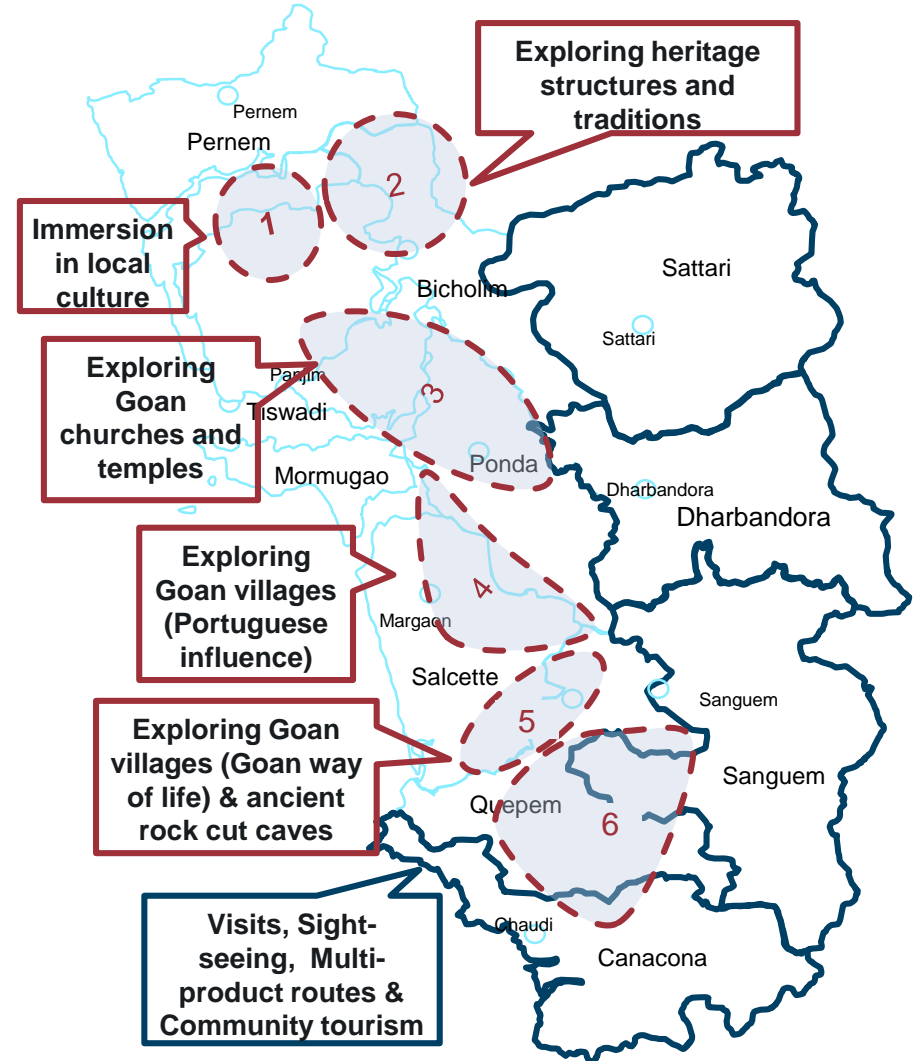 Exploring heritage
structures and
traditions
Pernem
Pernem
2
1
Immersion
in local
culture
Sattari
Bicholim
Sattari
Exploring
Goan
churches and
temples
Panjim
3
Tiswadi
Ponda
Mormugao
Dharbandora
Dharbandora
Exploring
Goan villages
(Portuguese
influence)
4
Margaon
Salcette
Sanguem
5
Exploring Goan
villages (Goan way
of life) & ancient
rock cut caves
Sanguem
Quepem
6
Visits, Sight-
seeing, Multi-
product routes &
Community tourism
Chaudi
Canacona